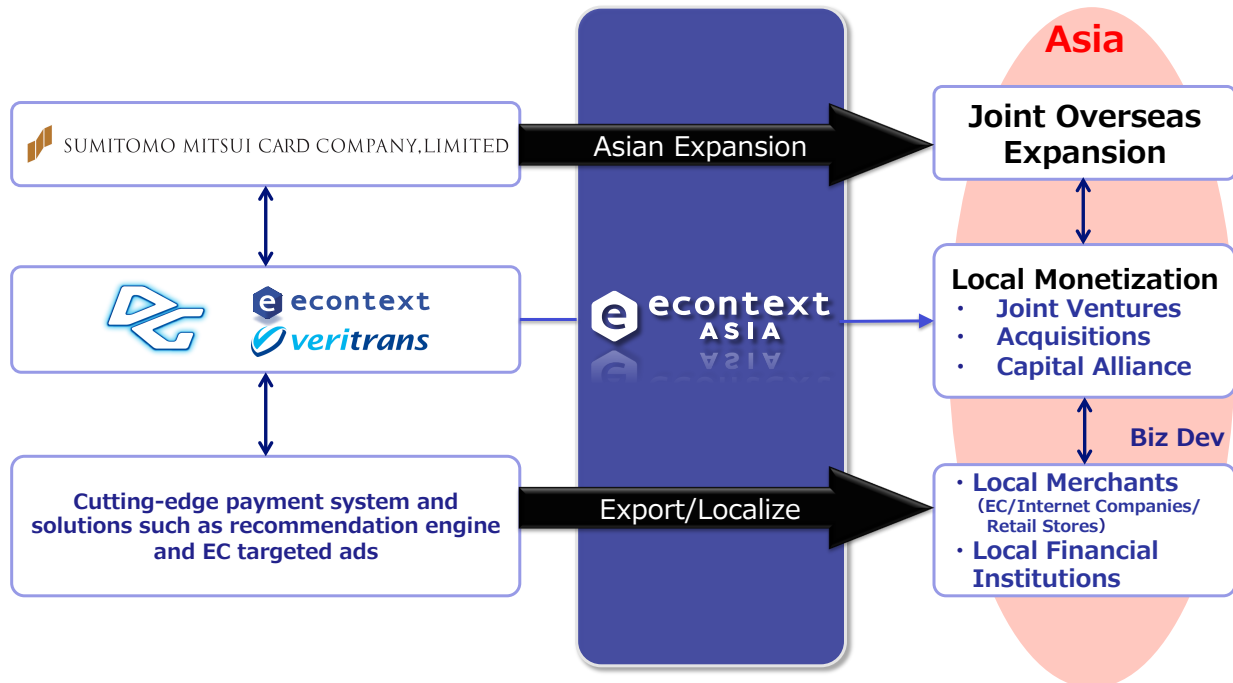 Asia
SUMITOMO MITSUI CARD COMPANY, LIMITED
Asian Expansion
Joint Overseas
Expansion
DG
e econtext
veritrans
e econtext
ASIA
Local Monetization
・ Joint Ventures
・ Acquisitions
・ Capital Alliance
Biz Dev
Cutting-edge payment system and
solutions such as recommendation engine
and EC targeted ads
Export/Localize
・Local Merchants
(EC/Internet Companies/
Retail Stores)
・Local Financial
Institutions